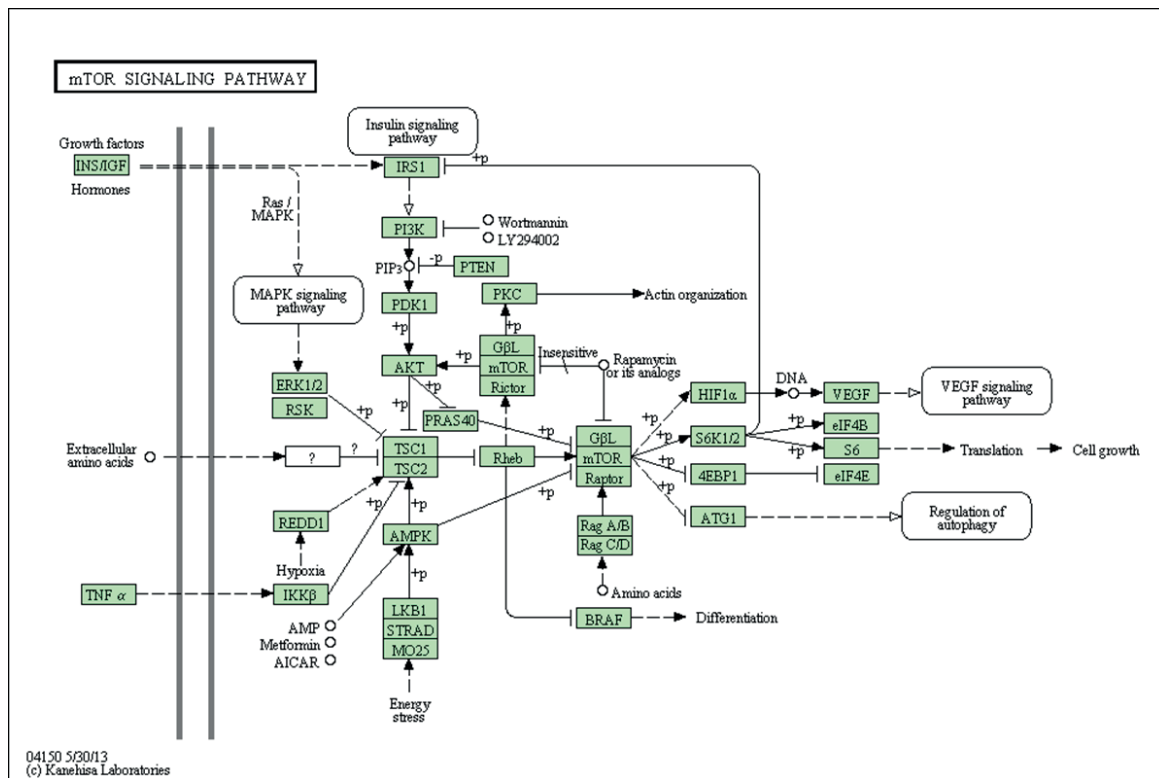 mTOR SIGNALING PATHWAY
Insulin signaling
pathway
Growth factors
INS/IGF
Hormones
IRS1
+p
Ras /
MAPK
PI3K
Wortmannin
LY294002
PIP3
-p
PTEN
MAPK signaling
pathway
PDK1
PKC
Actin organization
+p
+p
GβL
mTOR
Rictor
+p
AKT
Insensitive
Rapamycin
or its analogs
DNA
HIF1α
VEGF
VEGF signaling
pathway
ERK1/2
RSK
+p
+p
+p
PRAS40
+p
+p
GβL
mTOR
Raptor
+p
S6K1/2
+p
eIF4B
+p
S6
Translation
Cell growth
Extracellular
amino acids
?
?
TSC1
TSC2
Rheb
+p
4EBP1
eIF4E
+p
+p
+p
+p
ATG1
Regulation of
autophagy
REDD1
AMPK
Rag A/B
Rag C/D
Hypoxia
TNF α
IKKβ
+p
Amino acids
AMP
Metformin
AICAR
LKB1
STRAD
MO25
BRAF
Differentiation
Energy
stress
04150 5/30/13
(c) Kanehisa Laboratories